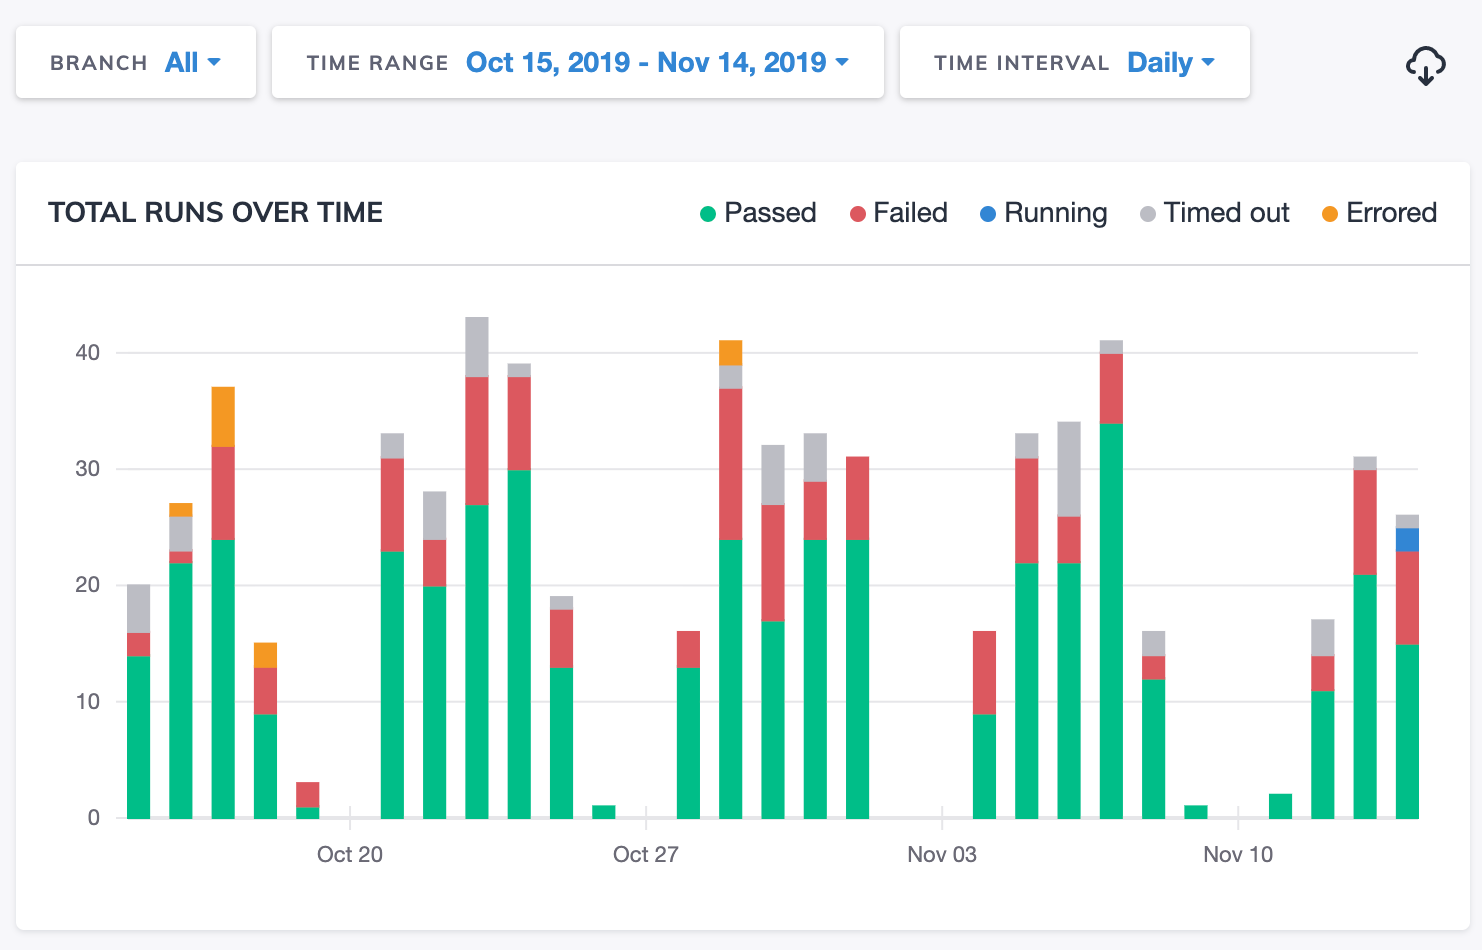 BRANCH All TIME RANGE Oct 15, 2019 - Nov 14, 2019 TIME INTERVAL Daily
TOTAL RUNS OVER TIME Passed Failed Running Timed out Errored
40
30
20
10
0
Oct 20 Oct 27 Nov 03 Nov 10